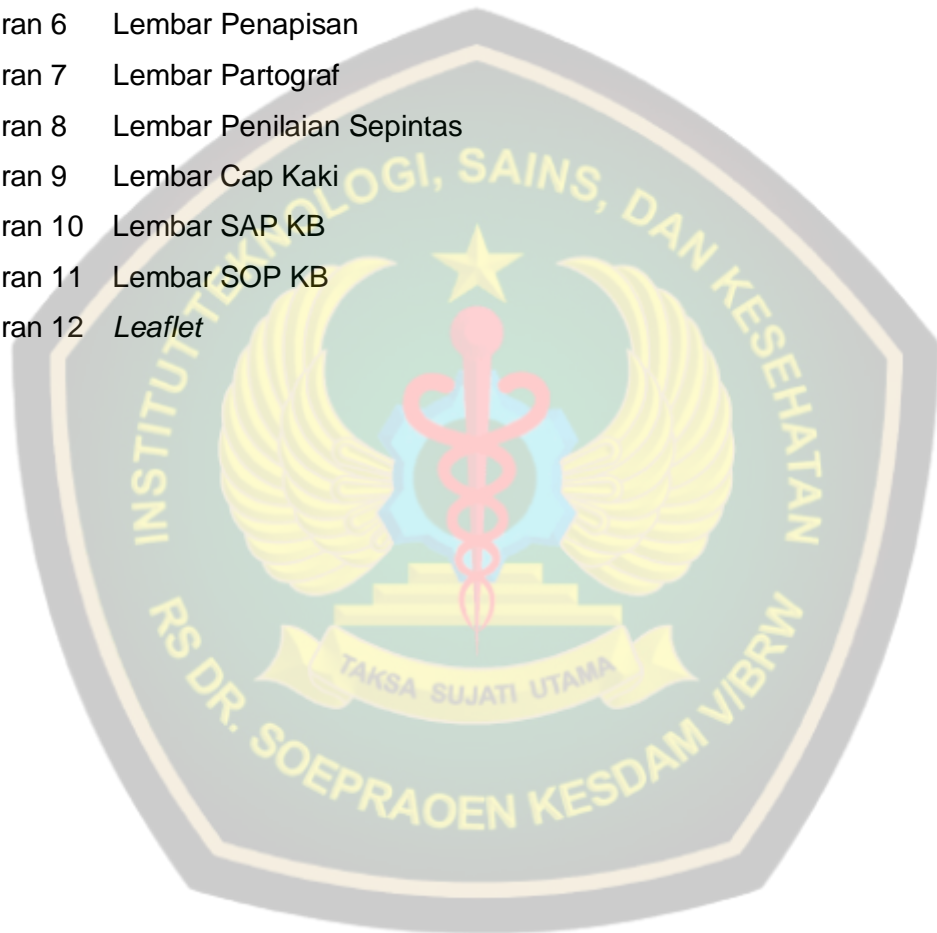 ran 6 Lembar Penapisan
ran 7 Lembar Partograf
ran 8 Lembar Penilaian Sepintas
ran 9 Lembar Cap Kaki
ran 10 Lembar SAP KB
ran 11 Lembar SOP KB
ran 12 Leaflet
INSTITUT TEKNOLOGI, SAINS, DAN KESEHATAN
TAKSA SUJATI UTAMA
RS DR. SOEPRAOEN KESDAM V/BRW